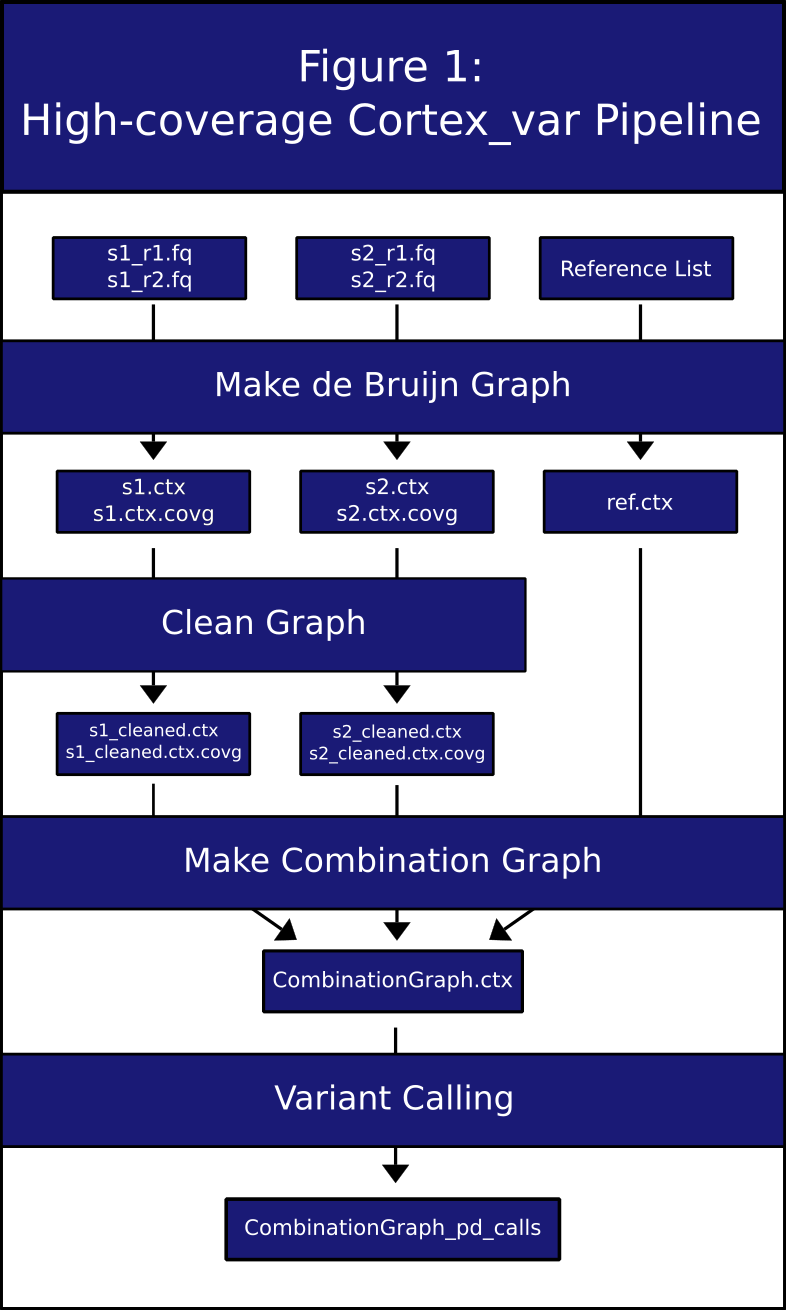 Figure 1:
High-coverage Cortex_var Pipeline
s1_r1.fq
s1_r2.fq
s2_r1.fq
s2_r2.fq
Reference List
Make de Bruijn Graph
s1.ctx
s1.ctx.covg
s2.ctx
s2.ctx.covg
ref.ctx
Clean Graph
s1_cleaned.ctx
s1_cleaned.ctx.covg
s2_cleaned.ctx
s2_cleaned.ctx.covg
Make Combination Graph
CombinationGraph.ctx
Variant Calling
CombinationGraph_pd_calls